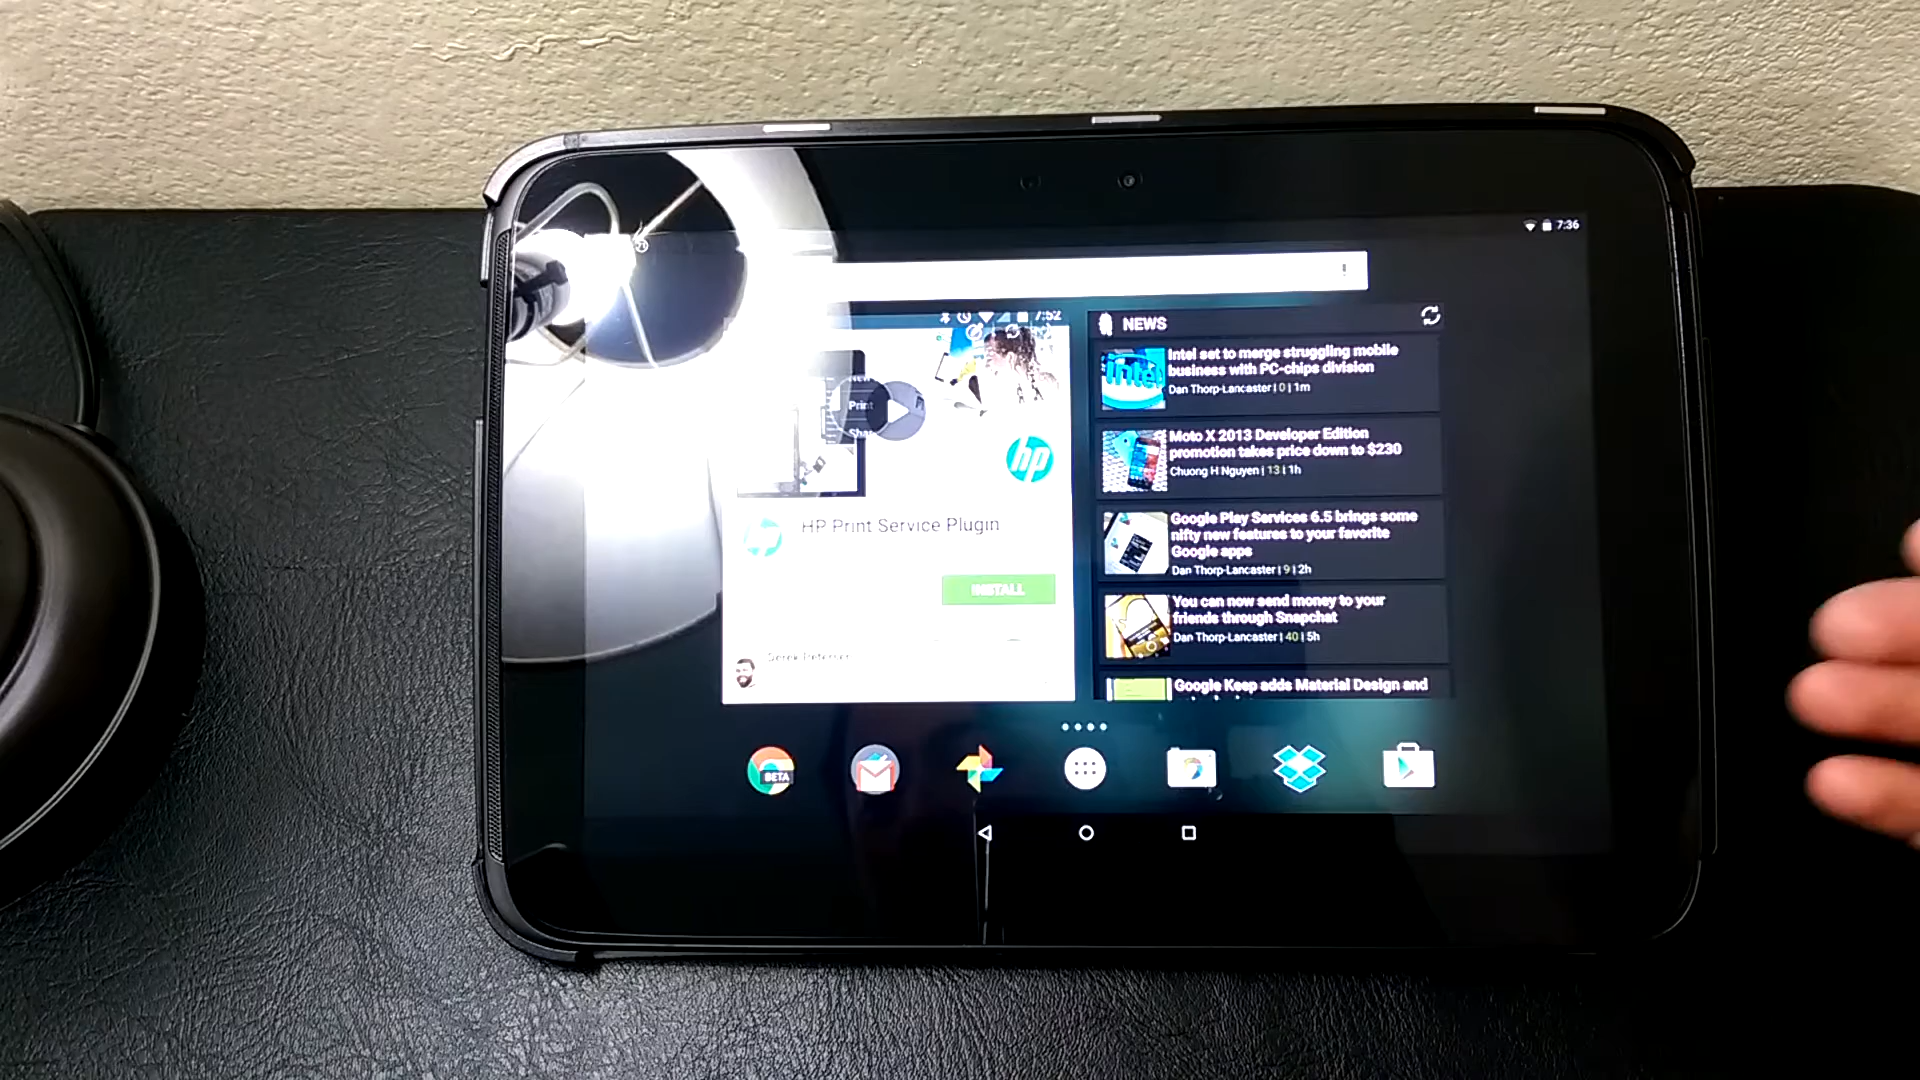 7:36
7:52
NEWS
Intel set to merge struggling mobile
business with PC-chips division
Dan Thorp-Lancaster | 0 | 1m
intel
Print
hp
Moto X 2013 Developer Edition
promotion takes price down to $230
Chuong H Nguyen | 13 | 1h
HP Print Service Plugin
Google Play Services 6.5 brings some
nifty new features to your favorite
Google apps
Dan Thorp-Lancaster | 9 | 2h
INSTALL
You can now send money to your
friends through Snapchat
Dan Thorp-Lancaster | 40 | 5h
Derek Petersen
Google Keep adds Material Design and
BETA